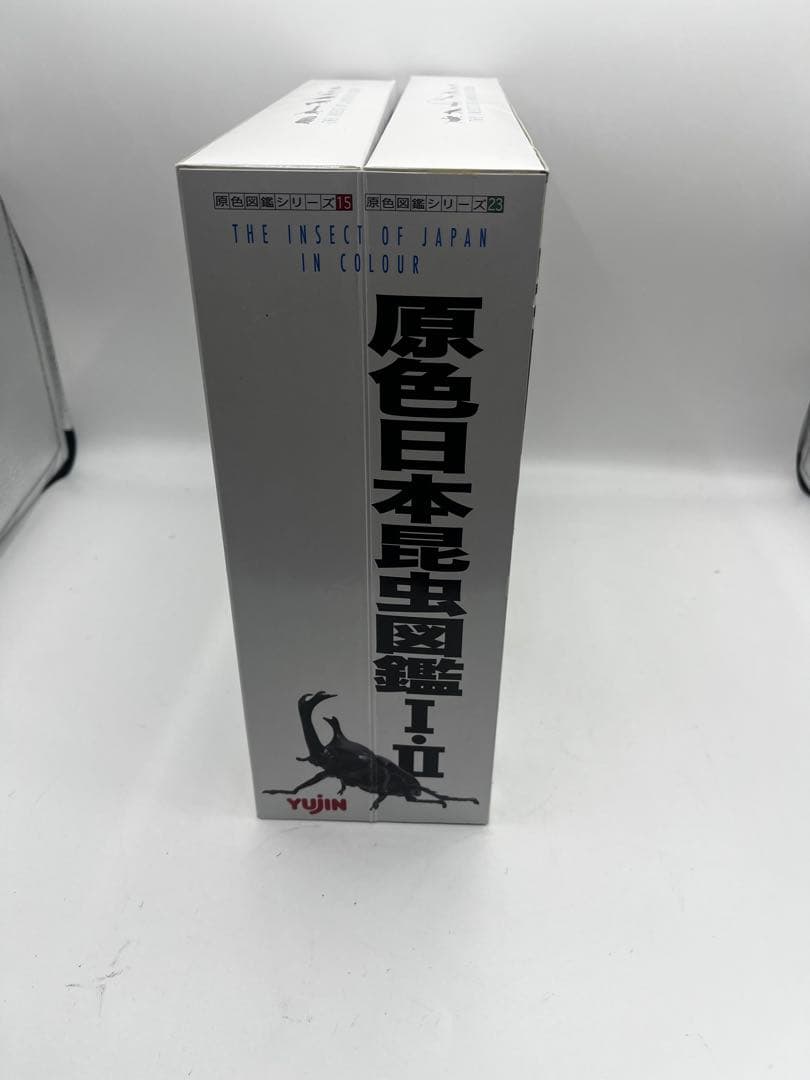 原色図鑑シリーズ15 原色図鑑シリーズ23
THE INSECT OF JAPAN
IN COLOUR
原色日本昆虫図鑑I・II
YUJIN